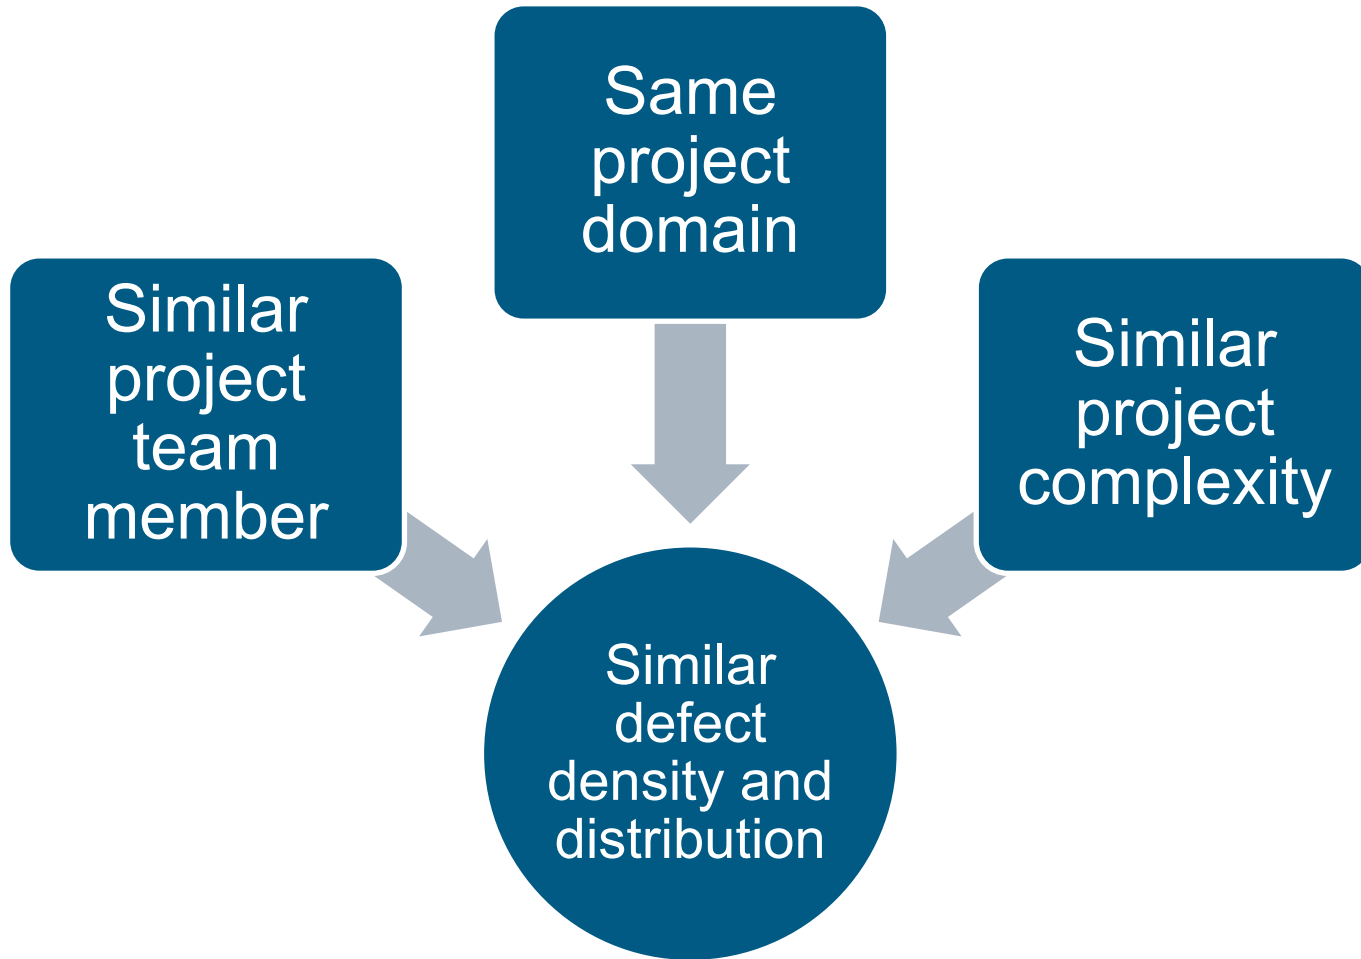 Same
project
domain
Similar
project
team
member
Similar
project
complexity
Similar
defect
density and
distribution